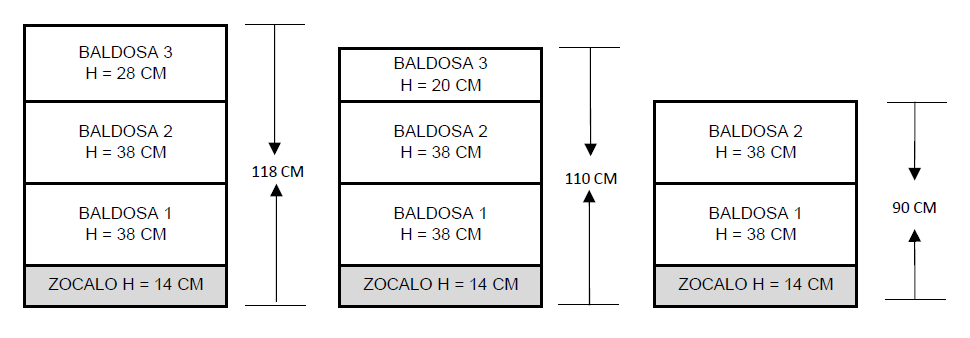 BALDOSA 3
H = 28 CM
BALDOSA 2
H = 38 CM
BALDOSA 1
H = 38 CM
ZOCALO H = 14 CM
118 CM
BALDOSA 3
H = 20 CM
BALDOSA 2
H = 38 CM
BALDOSA 1
H = 38 CM
ZOCALO H = 14 CM
110 CM
BALDOSA 2
H = 38 CM
BALDOSA 1
H = 38 CM
ZOCALO H = 14 CM
90 CM